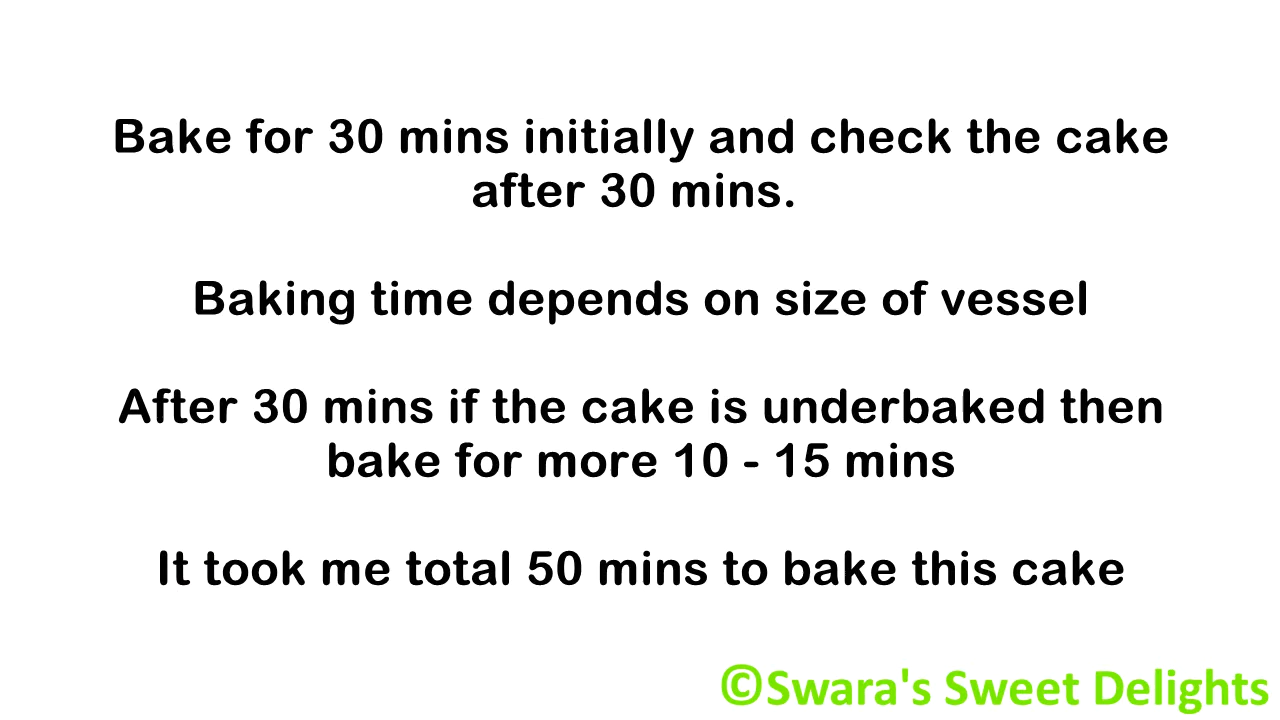 Bake for 30 mins initially and check the cake
after 30 mins.
Baking time depends on size of vessel
After 30 mins if the cake is underbaked then
bake for more 10 - 15 mins
It took me total 50 mins to bake this cake
©Swara's Sweet Delights